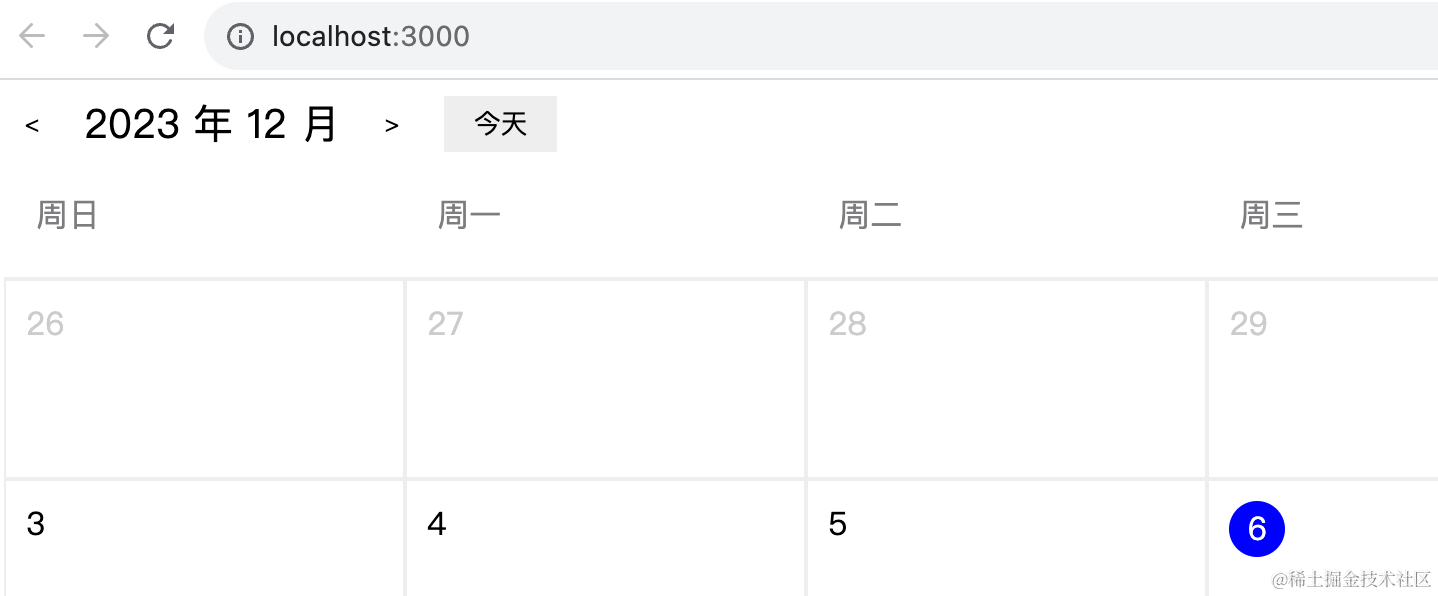 localhost:3000
< 2023 年 12 月 > 今天
周日 周一 周二 周三
26 27 28 29
3 4 5 6
@稀土掘金技术社区